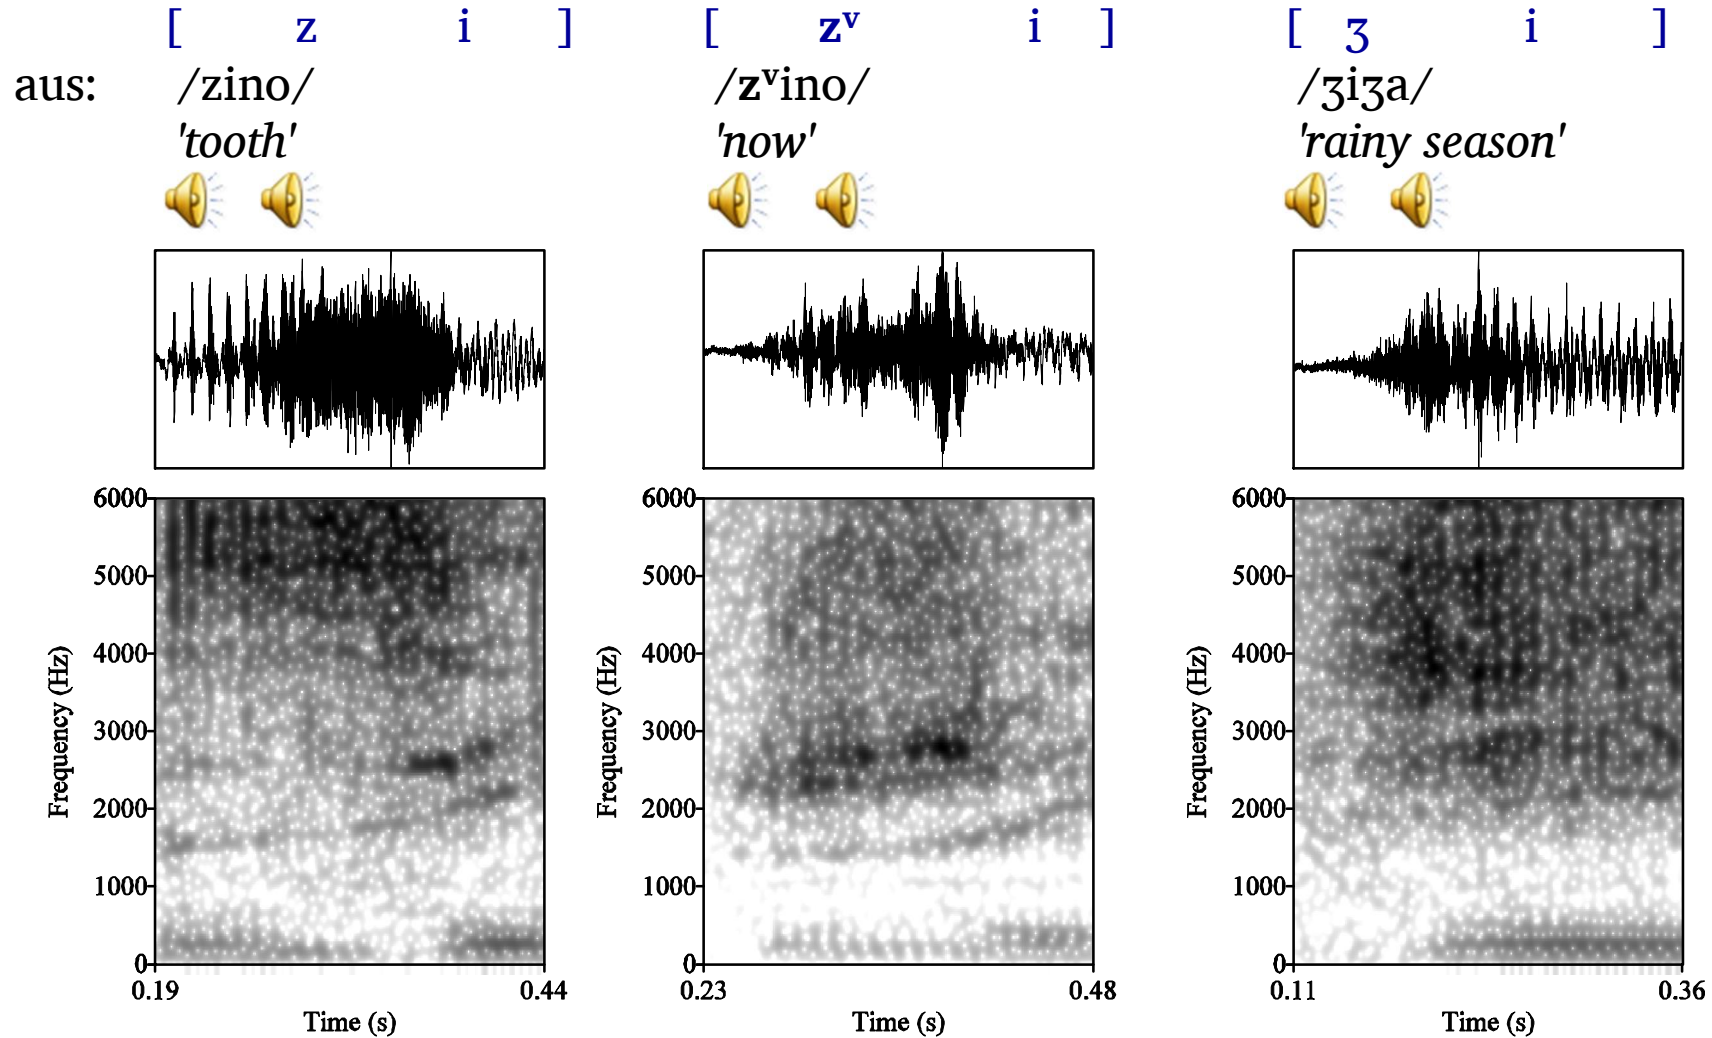 [ z i ] [ zᵛ i ] [ ʒ i ]
aus: /zino/ /zᵛino/ /ʒiʒa/
'tooth' 'now' 'rainy season'
6000 6000 6000
5000 5000 5000
4000 4000 4000
3000 3000 3000
2000 2000 2000
1000 1000 1000
0 0 0
Frequency (Hz) Frequency (Hz) Frequency (Hz)
0.19 0.44 0.23 0.48 0.11 0.36
Time (s) Time (s) Time (s)